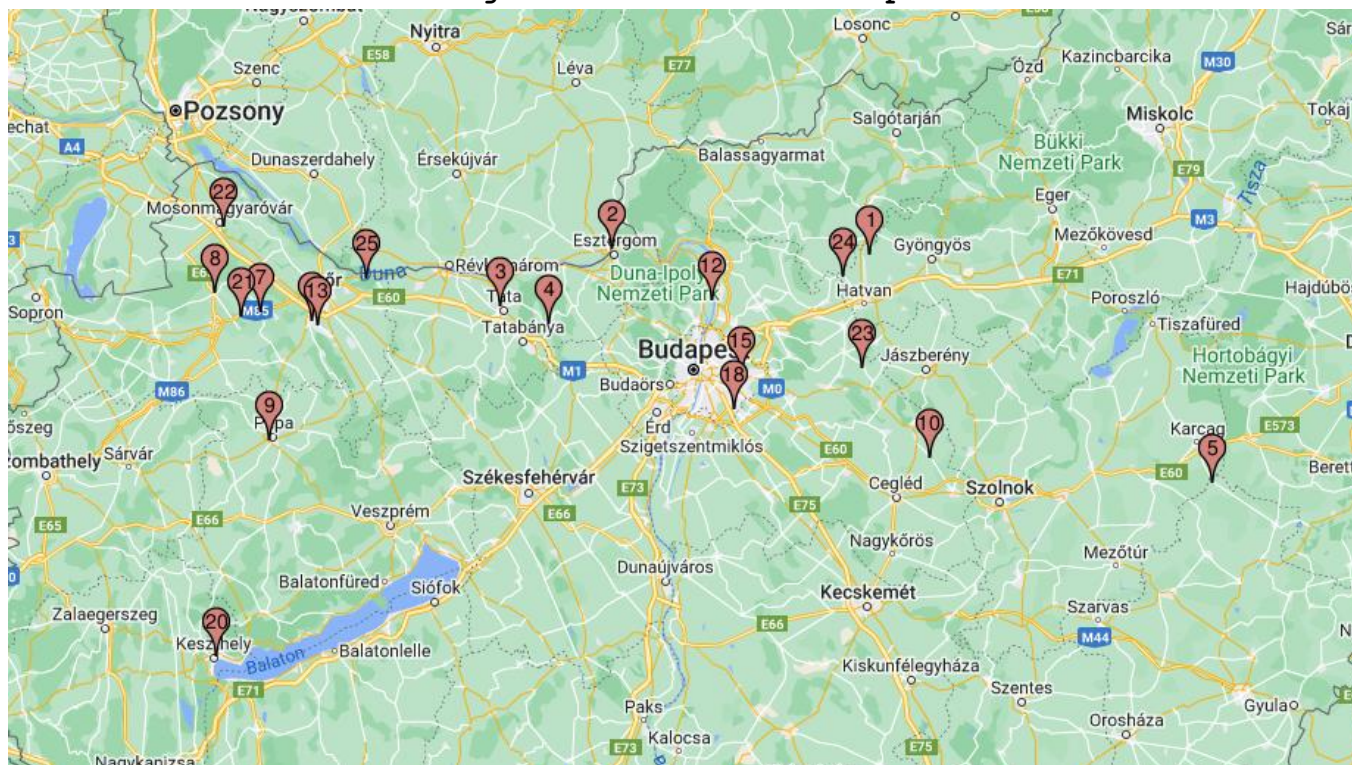 Nyitra
Losonc
E58
E77
Kazincbarcika
Szenc
Léva
Ózd
M30
Pozsony
Salgótarján
Miskolc
Tokaj
A4
Bükki
Nemzeti Park
Dunaszerdahely
Érsekújvár
Balassagyarmat
E79
Tisza
22
Mosonmagyaróvár
2
1
Eger
M3
25
Esztergom
24
Gyöngyös
Mezőkövesd
8
Duna
3
12
E71
21
7
13
E60
Tata
4
Nemzeti Park
Hatvan
Poroszló
Sopron
M85
Tatabánya
Tiszafüred
15
23
Budapest
Jászberény
Hortobágyi
Nemzeti Park
M1
18
M0
M86
Budaörs
9
Pápa
Érd
10
Karcag
E573
Sárvár
Szigetszentmiklós
E60
5
E60
Székesfehérvár
E73
Cegléd
Szolnok
E65
E66
Veszprém
E66
E75
Nagykőrös
Mezőtúr
Balatonfüred
Dunaújváros
Siófok
Kecskemét
Zalaegerszeg
20
Szarvas
Keszthely
E66
M44
Balaton
Balatonlelle
Kiskunfélegyháza
E71
Szentes
Paks
Gyula
Orosháza
E73
Kalocsa
E75
Nagykanizsa